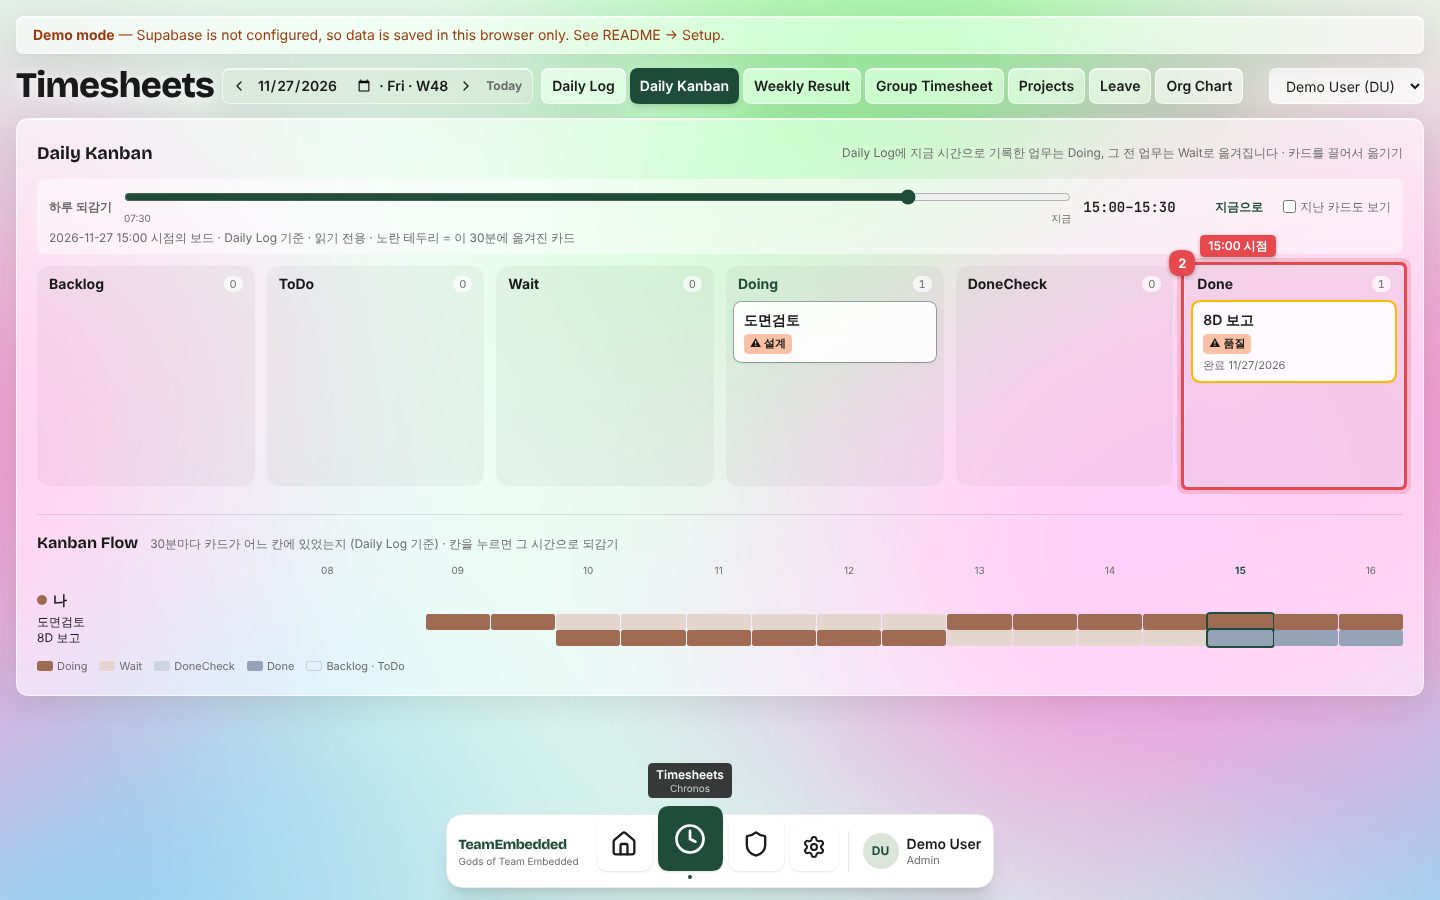 Demo mode — Supabase is not configured, so data is saved in this browser only. See README → Setup.
Timesheets
11/27/2026 · Fri · W48 Today
Daily Log
Daily Kanban
Weekly Result
Group Timesheet
Projects
Leave
Org Chart
Demo User (DU)
Daily Kanban
Daily Log에 지금 시간으로 기록한 업무는 Doing, 그 전 업무는 Wait로 옮겨집니다 · 카드를 끌어서 옮기기
하루 되감기
07:30
지금
15:00–15:30
지금으로
지난 카드도 보기
2026-11-27 15:00 시점의 보드 · Daily Log 기준 · 읽기 전용 · 노란 테두리 = 이 30분에 옮겨진 카드
15:00 시점
2
Backlog 0
ToDo 0
Wait 0
Doing 1
DoneCheck 0
Done 1
도면검토
⚠ 설계
8D 보고
⚠ 품질
완료 11/27/2026
Kanban Flow
30분마다 카드가 어느 칸에 있었는지 (Daily Log 기준) · 칸을 누르면 그 시간으로 되감기
08 09 10 11 12 13 14 15 16
나
도면검토
8D 보고
Doing
Wait
DoneCheck
Done
Backlog · ToDo
Timesheets
Chronos
TeamEmbedded
Gods of Team Embedded
DU
Demo User
Admin